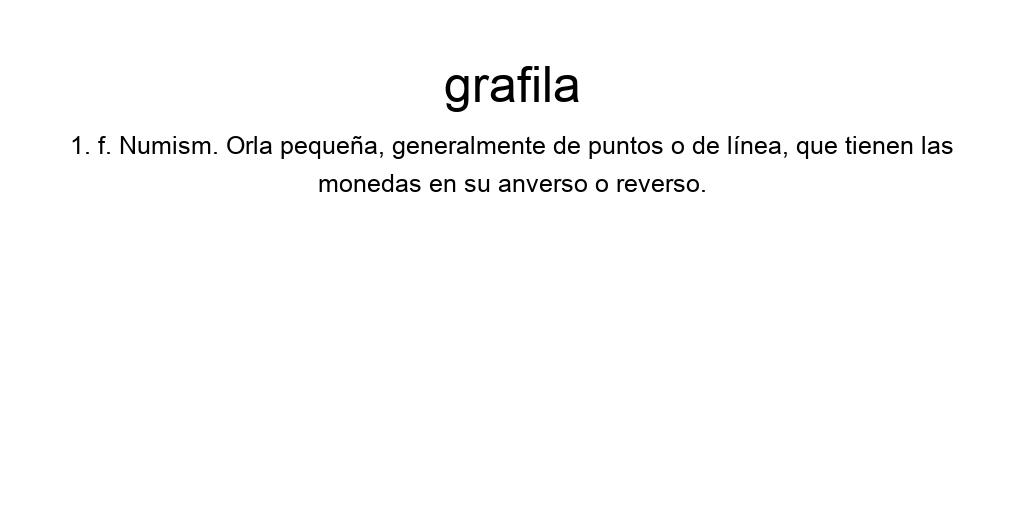 grafila
1. f. Numism. Orla pequeña, generalmente de puntos o de línea, que tienen las
monedas en su anverso o reverso.